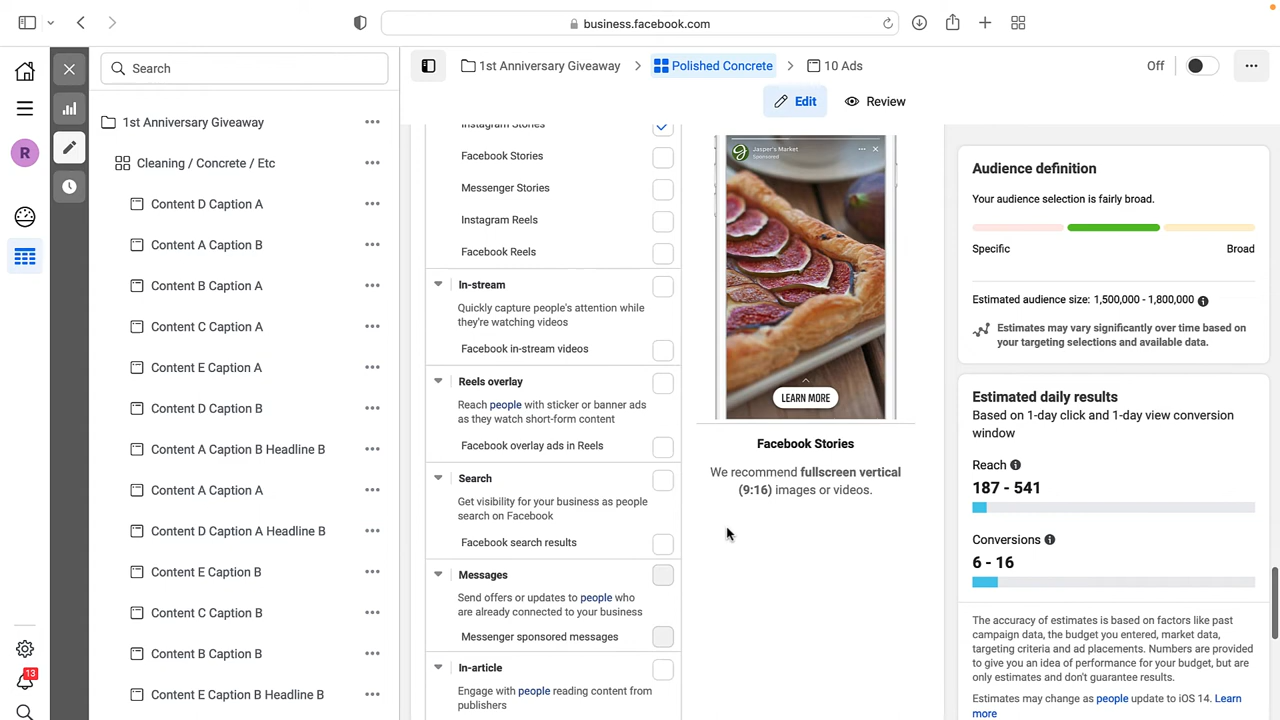 business.facebook.com
Search
1st Anniversary Giveaway
Polished Concrete
10 Ads
Off
Edit
Review
R
13
1st Anniversary Giveaway
Cleaning / Concrete / Etc
Content D Caption A
Content A Caption B
Content B Caption A
Content C Caption A
Content E Caption A
Content D Caption B
Content A Caption B Headline B
Content A Caption A
Content D Caption A Headline B
Content E Caption B
Content C Caption B
Content B Caption B
Content E Caption B Headline B
Instagram Stories
Facebook Stories
Messenger Stories
Instagram Reels
Facebook Reels
In-stream
Quickly capture people's attention while
they're watching videos
Facebook in-stream videos
Reels overlay
Reach people with sticker or banner ads
as they watch short-form content
Facebook overlay ads in Reels
Search
Get visibility for your business as people
search on Facebook
Facebook search results
Messages
Send offers or updates to people who
are already connected to your business
Messenger sponsored messages
In-article
Engage with people reading content from
publishers
Jasper's Market
Sponsored
LEARN MORE
Facebook Stories
We recommend fullscreen vertical
(9:16) images or videos.
Audience definition
Your audience selection is fairly broad.
Specific
Broad
Estimated audience size: 1,500,000 - 1,800,000
Estimates may vary significantly over time based on
your targeting selections and available data.
Estimated daily results
Based on 1-day click and 1-day view conversion
window
Reach
187 - 541
Conversions
6 - 16
The accuracy of estimates is based on factors like past
campaign data, the budget you entered, market data,
targeting criteria and ad placements. Numbers are provided
to give you an idea of performance for your budget, but are
only estimates and don't guarantee results.
Estimates may change as people update to iOS 14. Learn
more